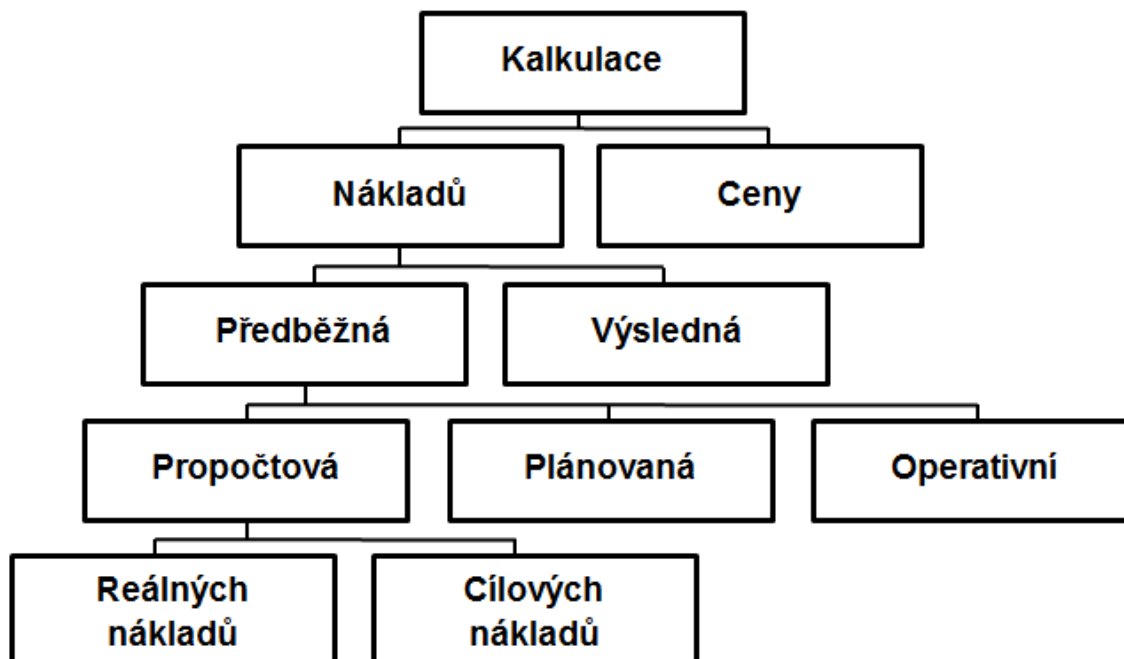 Kalkulace
Nákladů
Ceny
Předběžná
Výsledná
Propočtová
Plánovaná
Operativní
Reálných
nákladů
Cílových
nákladů